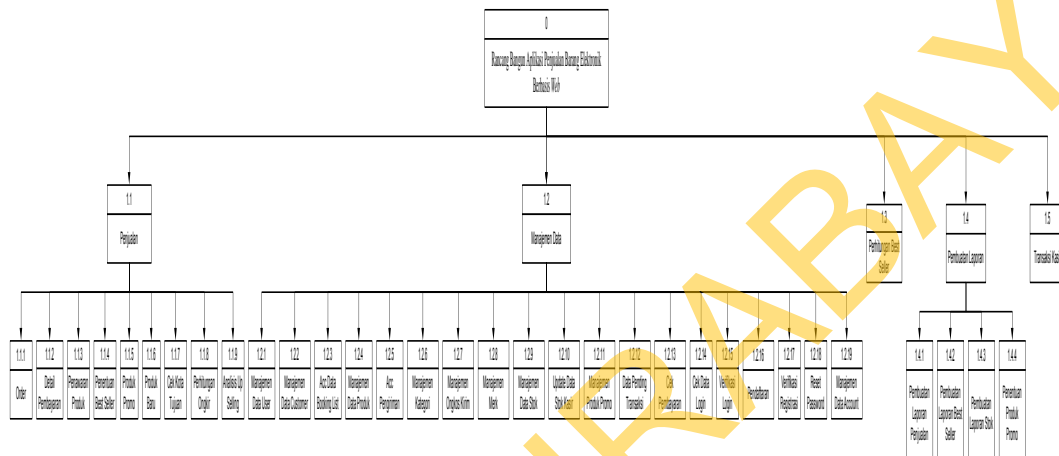 0
Rancang Bangun Aplikasi Penjualan Barang Elektronik
Berbasis Web
1.1
Penjualan
1.2
Manajemen Data
1.3
Perhitungan Best
Seller
1.4
Pembuatan Laporan
1.5
Transaksi
1.1.1
Order
1.1.2
Detail
Pembayaran
1.1.3
Penawaran
Produk
1.1.4
Penentuan
Best Seller
1.1.5
Produk
Promo
1.1.6
Produk
Baru
1.1.7
Cek Kota
Tujuan
1.1.8
Perhitungan
Ongkir
1.1.9
Analisis Up
Selling
1.2.1
Manajemen
Data User
1.2.2
Manajemen
Data Customer
1.2.3
Acc Data
Booking List
1.2.4
Manajemen
Data Produk
1.2.5
Acc
Pengiriman
1.2.6
Manajemen
Kategori
1.2.7
Manajemen
Ongkos Kirim
1.2.8
Manajemen
Merk
1.2.9
Manajemen
Data Stok
1.2.10
Update Data
Stok Kasir
1.2.11
Manajemen
Produk Promo
1.2.12
Data Pending
Transaksi
1.2.13
Cek
Pembayaran
1.2.14
Cek Data
Login
1.2.15
Verifikasi
Login
1.2.16
Pendaftaran
1.2.17
Verifikasi
Registrasi
1.2.18
Reset
Password
1.2.19
Manajemen
Data Account
1.4.1
Pembuatan
Laporan
Penjualan
1.4.2
Pembuatan
Laporan Best
Seller
1.4.3
Pembuatan
Laporan Stok
1.4.4
Penentuan
Produk
Promo
RABAY